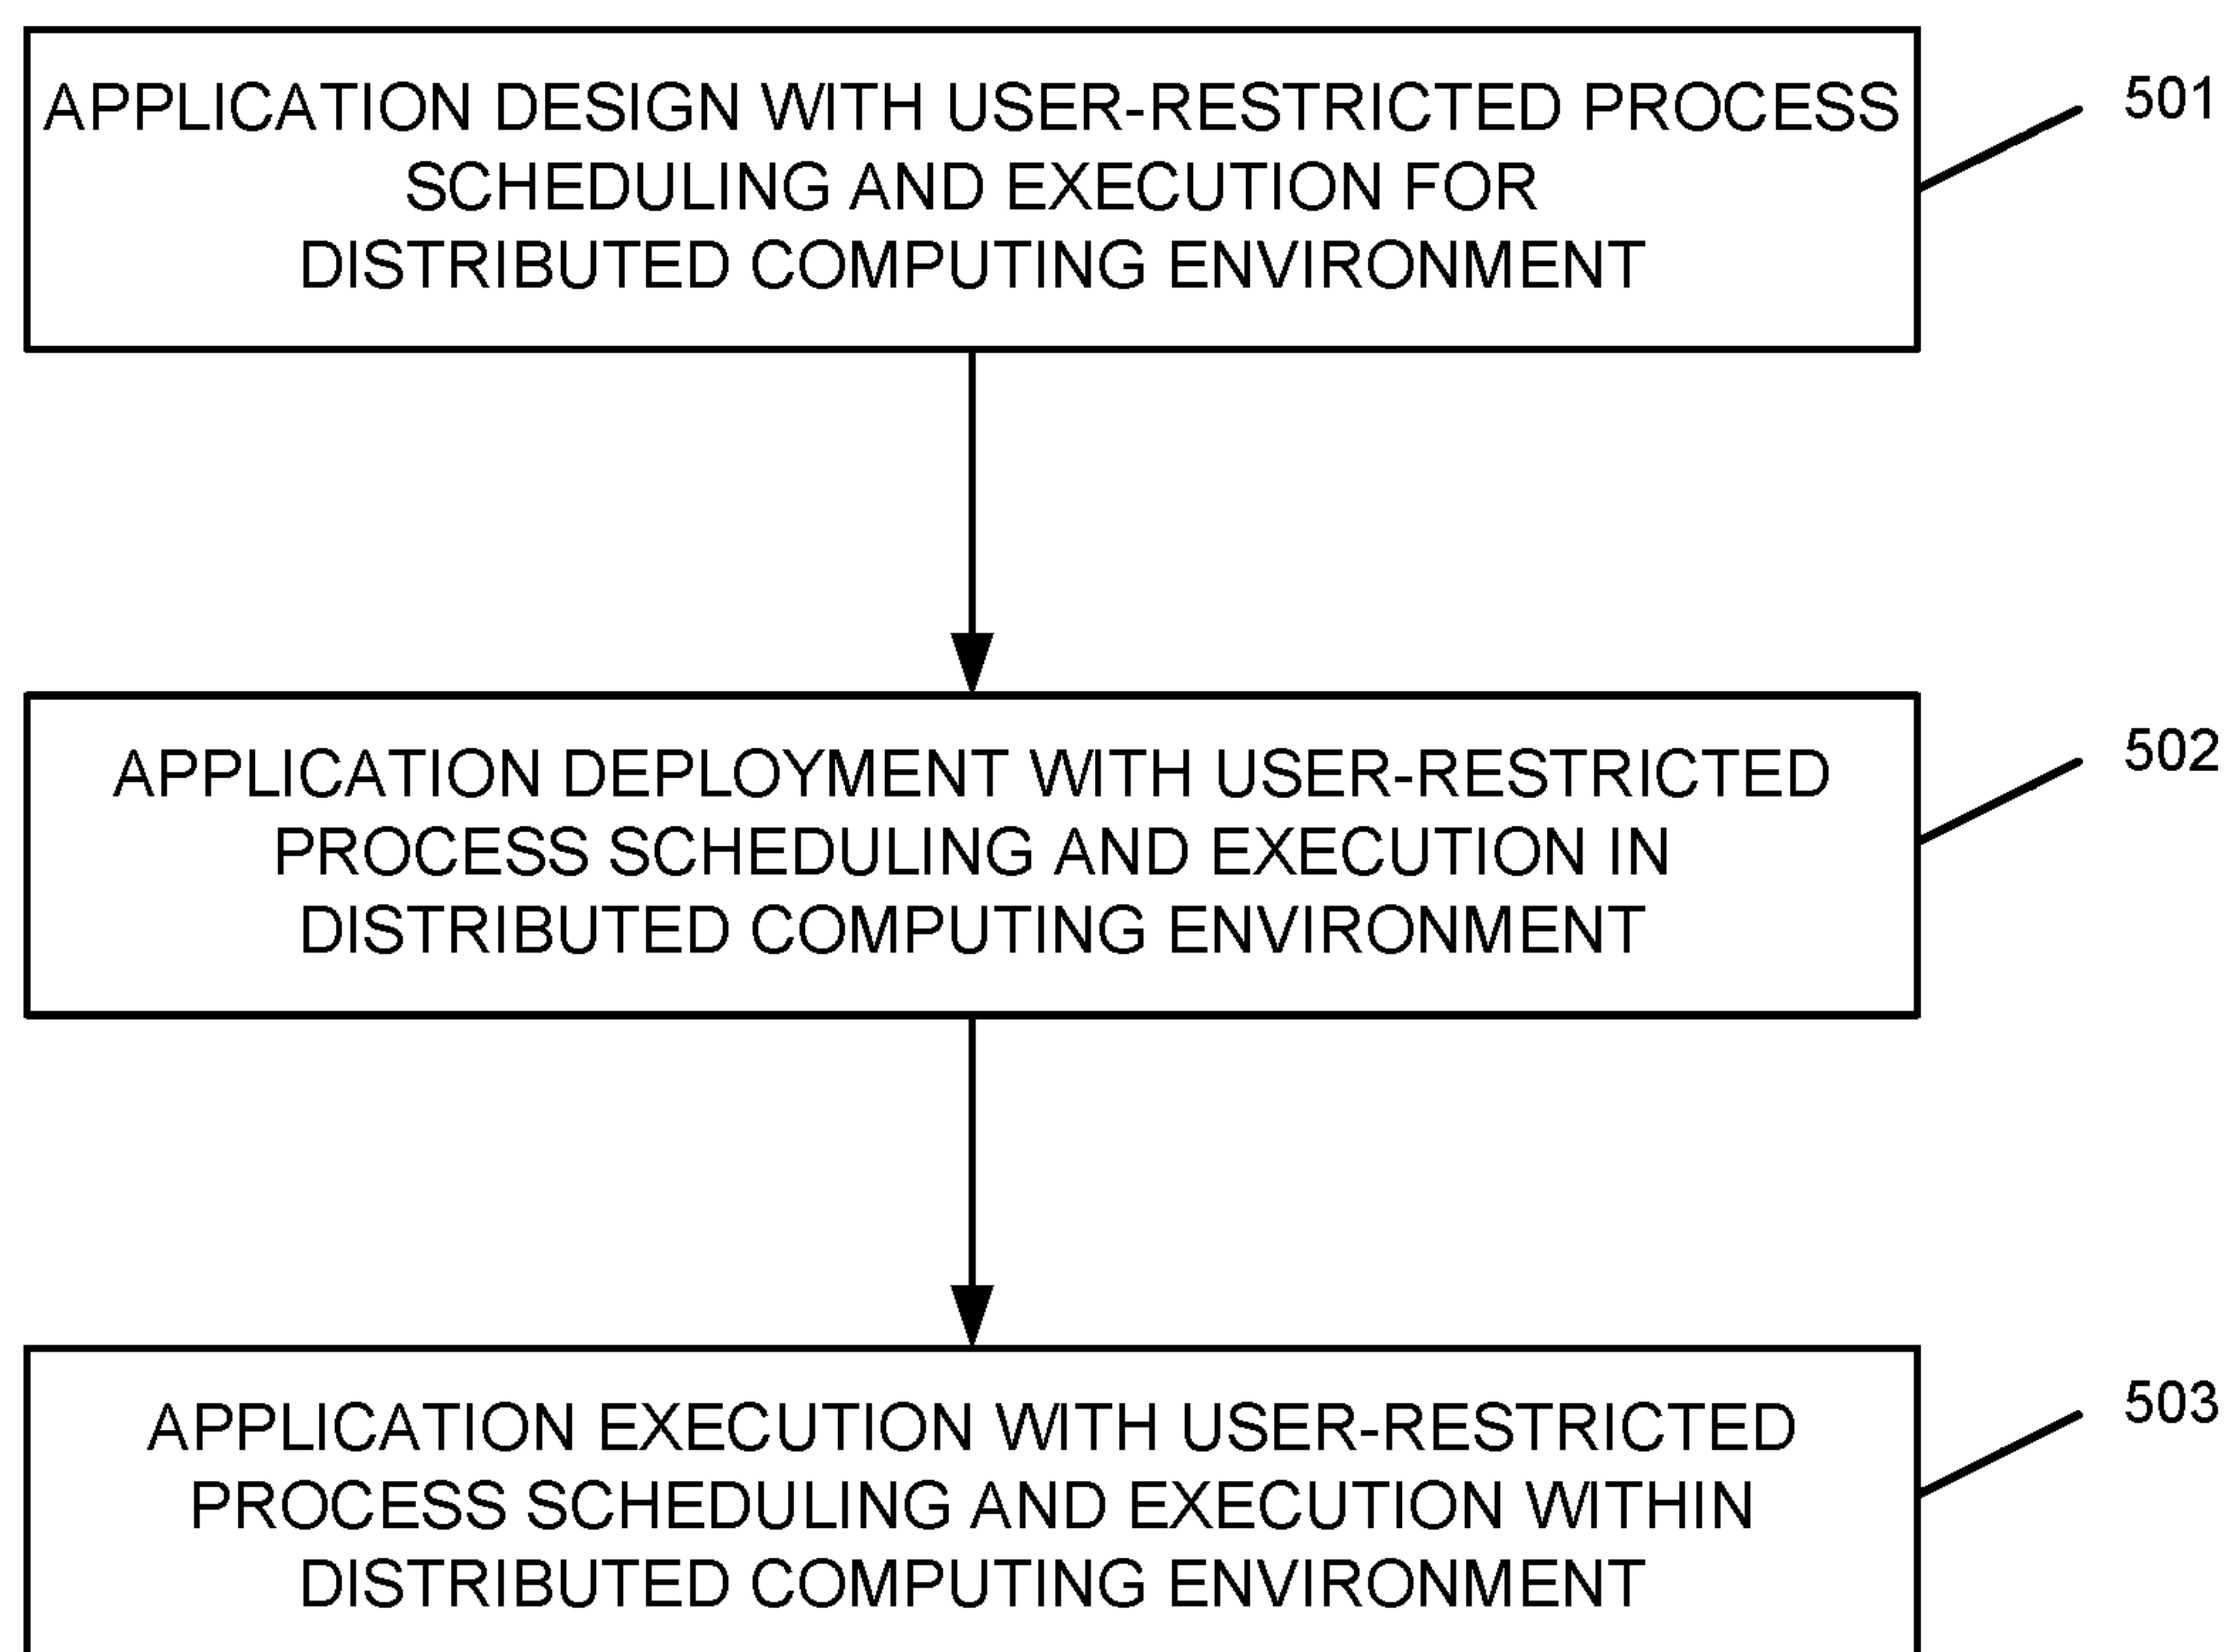 APPLICATION DESIGN WITH USER-RESTRICTED PROCESS
SCHEDULING AND EXECUTION FOR
DISTRIBUTED COMPUTING ENVIRONMENT
501
APPLICATION DEPLOYMENT WITH USER-RESTRICTED
PROCESS SCHEDULING AND EXECUTION IN
DISTRIBUTED COMPUTING ENVIRONMENT
502
APPLICATION EXECUTION WITH USER-RESTRICTED
PROCESS SCHEDULING AND EXECUTION WITHIN
DISTRIBUTED COMPUTING ENVIRONMENT
503